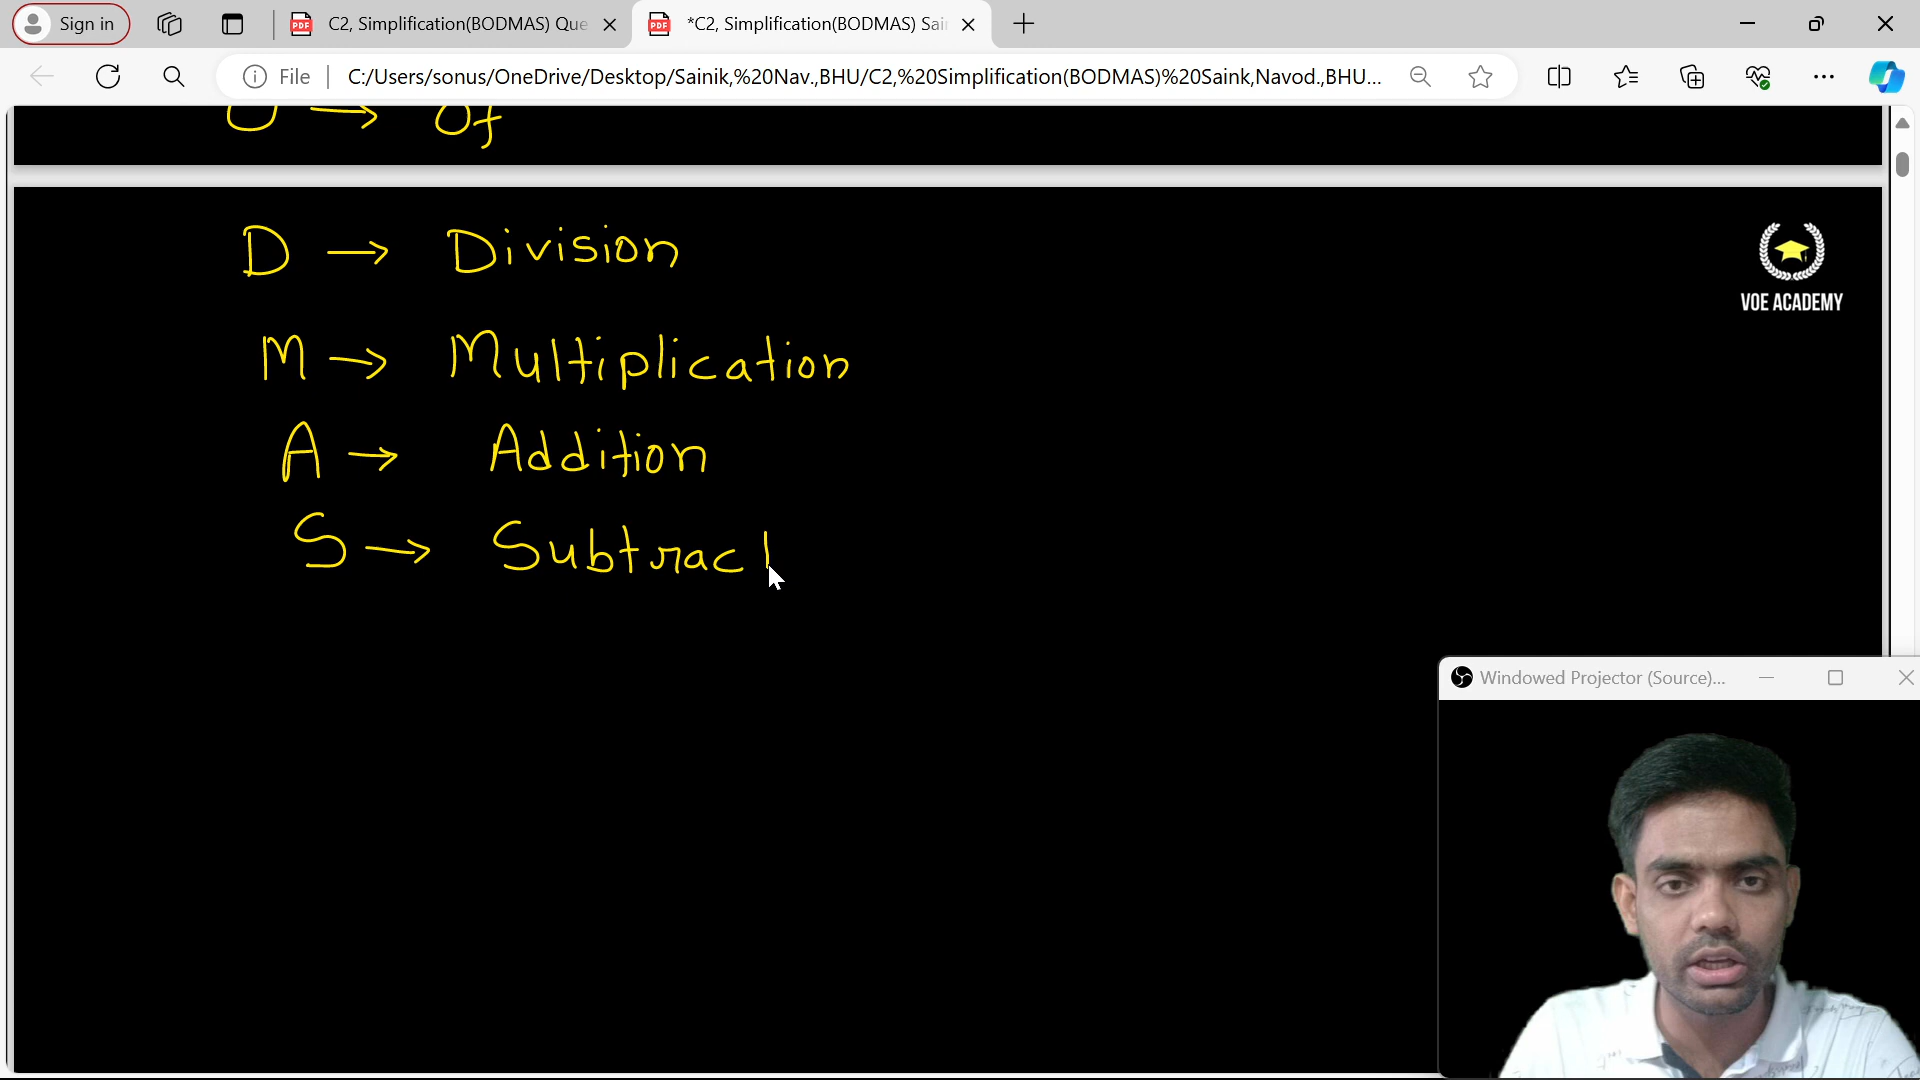 Sign in
C2, Simplification(BODMAS) Que
*C2, Simplification(BODMAS) Sai
File
C:/Users/sonus/OneDrive/Desktop/Sainik,%20Nav.,BHU/C2,%20Simplification(BODMAS)%20Saink,Navod.,BHU...
O → Of
D → Division
VOE ACADEMY
M → Multiplication
A → Addition
S → Subtract
Windowed Projector (Source)...